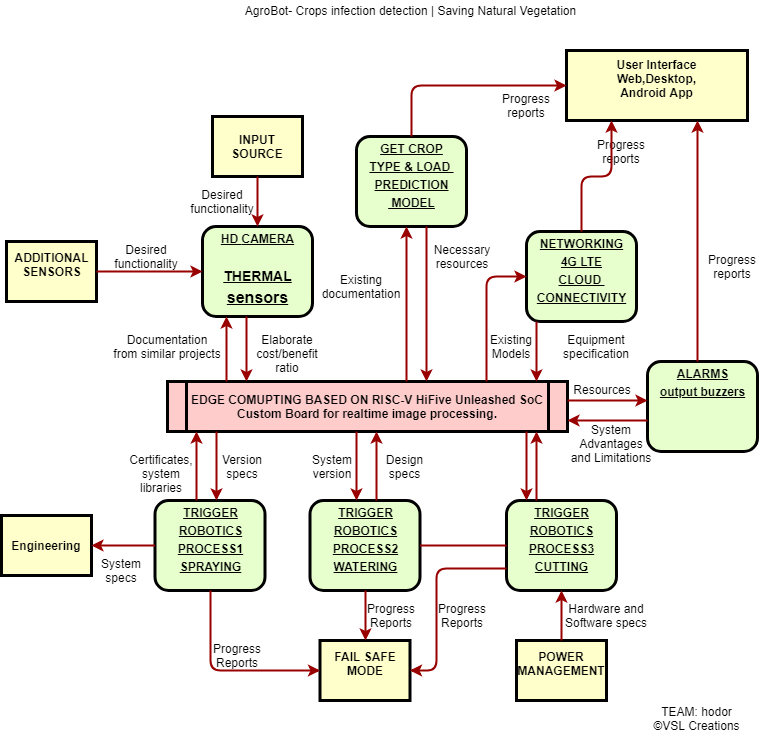 AgroBot- Crops infection detection | Saving Natural Vegetation
User Interface
Web,Desktop,
Android App
Progress
reports
INPUT
SOURCE
GET CROP
TYPE & LOAD
PREDICTION
MODEL
Progress
reports
Desired
functionality
HD CAMERA
THERMAL
sensors
ADDITIONAL
SENSORS
Desired
functionality
NETWORKING
4G LTE
CLOUD
CONNECTIVITY
Necessary
resources
Existing
documentation
Progress
reports
Documentation
from similar projects
Elaborate
cost/benefit
ratio
Existing
Models
Equipment
specification
ALARMS
output buzzers
EDGE COMUPTING BASED ON RISC-V HiFive Unleashed SoC
Custom Board for realtime image processing.
Resources
System
Advantages
and Limitations
Certificates,
system
libraries
Version
specs
System
version
Design
specs
TRIGGER
ROBOTICS
PROCESS1
SPRAYING
TRIGGER
ROBOTICS
PROCESS2
WATERING
TRIGGER
ROBOTICS
PROCESS3
CUTTING
Engineering
System
specs
Progress
Reports
Progress
Reports
Progress
Reports
Hardware and
Software specs
FAIL SAFE
MODE
POWER
MANAGEMENT
TEAM: hodor
©VSL Creations